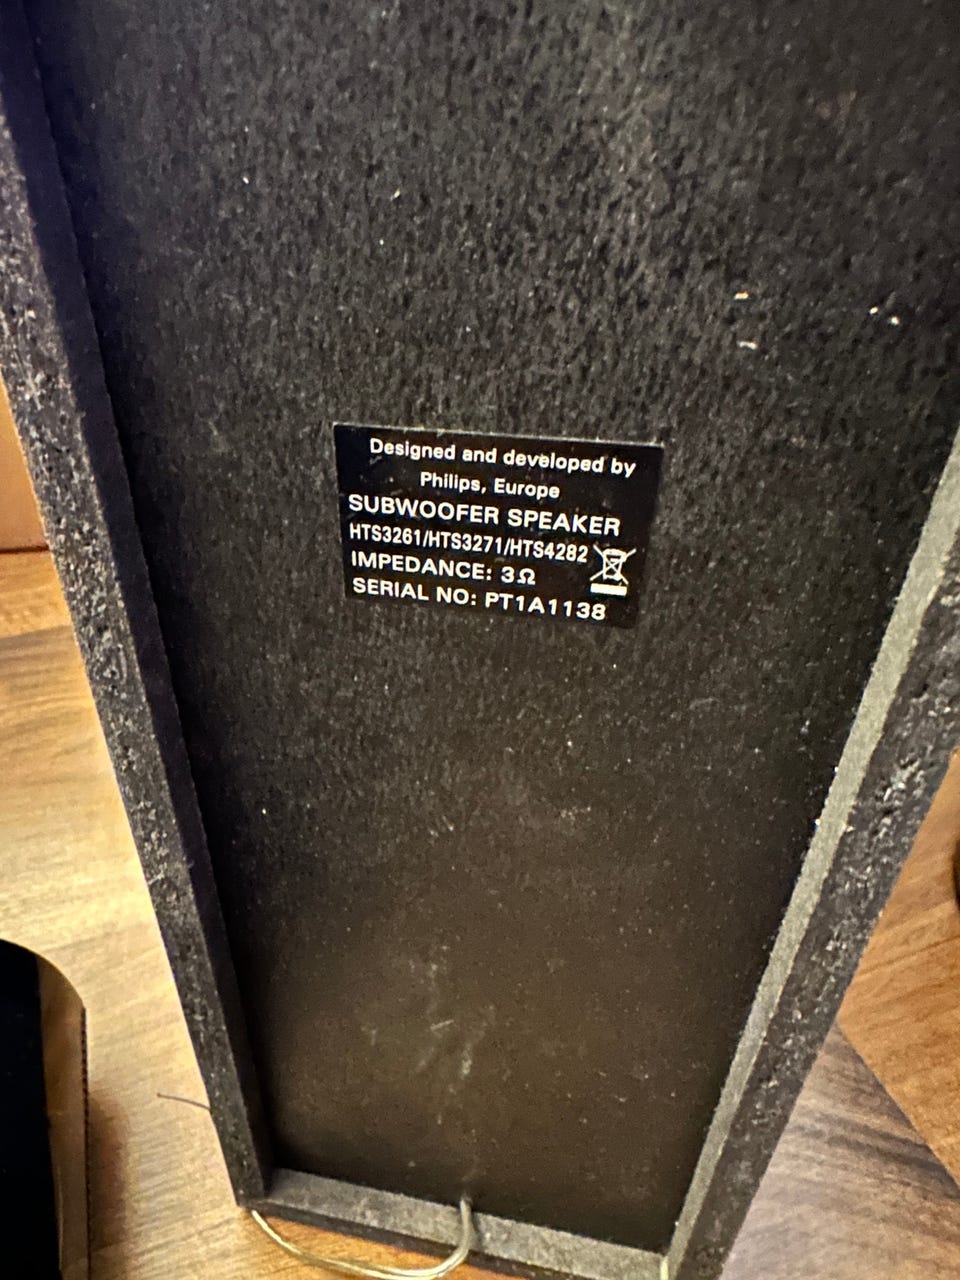 Designed and developed by
Philips, Europe
SUBWOOFER SPEAKER
HTS3261/HTS3271/HTS4282
IMPEDANCE: 3Ω
SERIAL NO: PT1A1138